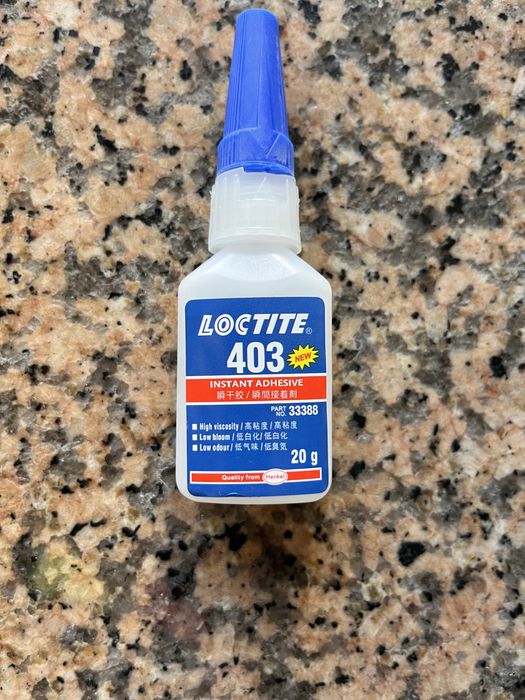 LOCTITE®
403 NEW
INSTANT ADHESIVE
瞬干胶/瞬間接着剤
PART NO. 33388
■ High viscosity / 高粘度 / 高粘度
■ Low bloom / 低白化/ 低白化
■ Low odour / 低气味 / 低臭気
20 g
Quality from Henkel